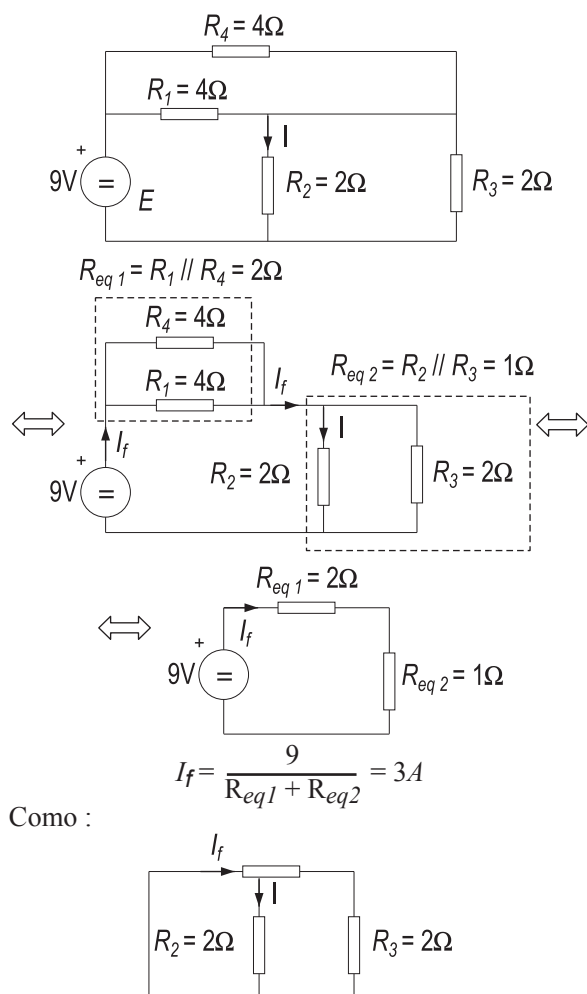 R4 = 4Ω
R1 = 4Ω
I
+
9V = E
R2 = 2Ω
R3 = 2Ω
Req 1 = R1 // R4 = 2Ω
R4 = 4Ω
R1 = 4Ω
If
Req 2 = R2 // R3 = 1Ω
If
I
+
9V =
R2 = 2Ω
R3 = 2Ω
Req 1 = 2Ω
If
+
9V =
Req 2 = 1Ω
If = 9 / (Req1 + Req2) = 3A
Como :
If
I
R2 = 2Ω
R3 = 2Ω